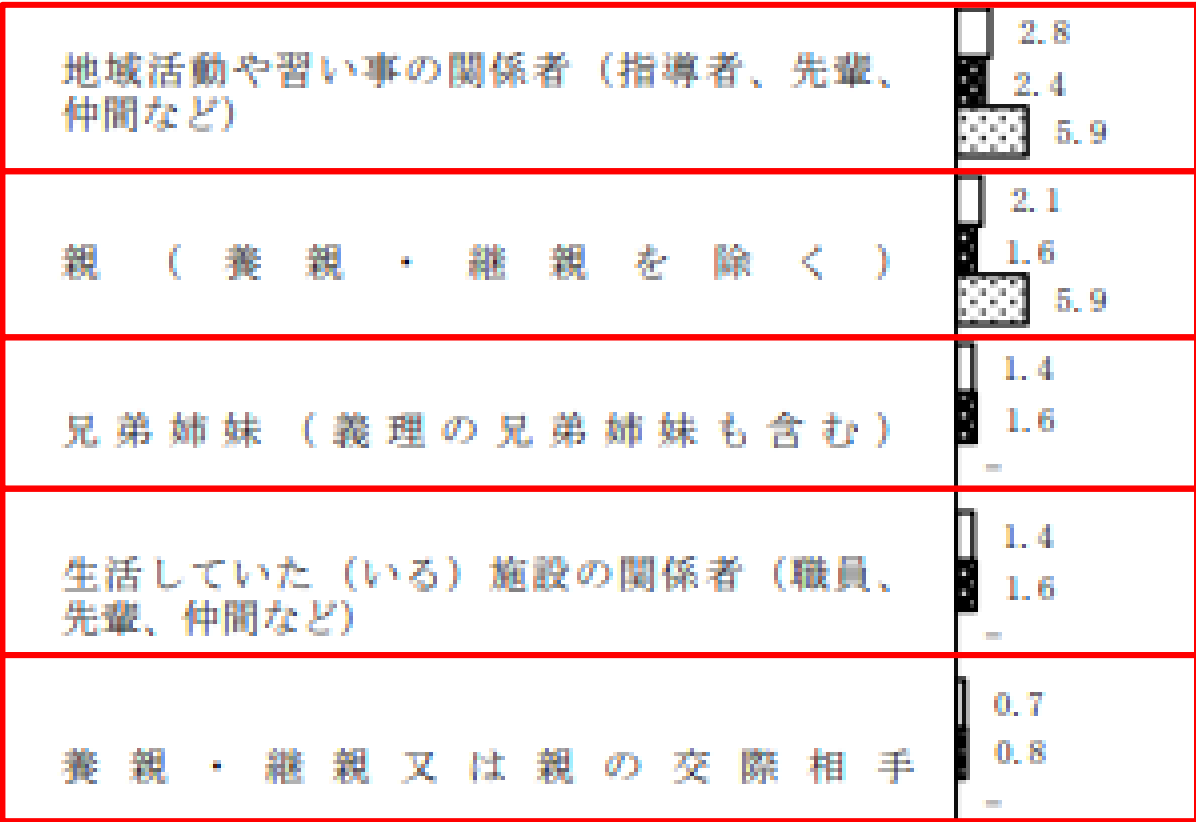 地域活動や習い事の関係者（指導者、先輩、
仲間など）
2.8
2.4
5.9
親（養親・継親を除く）
2.1
1.6
5.9
兄弟姉妹（義理の兄弟姉妹も含む）
1.4
1.6
-
生活していた（いる）施設の関係者（職員、
先輩、仲間など）
1.4
1.6
-
養親・継親又は親の交際相手
0.7
0.8
-